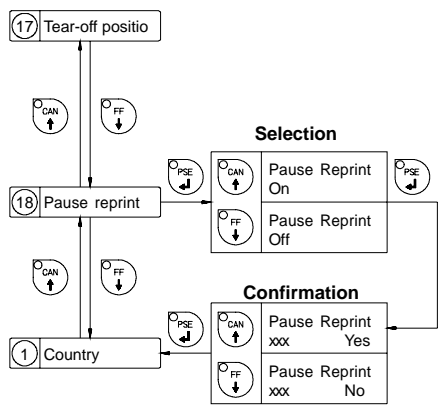 17 Tear-off positio
CAN FF
Selection
PSE CAN Pause Reprint PSE
On
18 Pause reprint
FF Pause Reprint
Off
CAN FF
Confirmation
PSE CAN Pause Reprint
xxx Yes
1 Country
FF Pause Reprint
xxx No